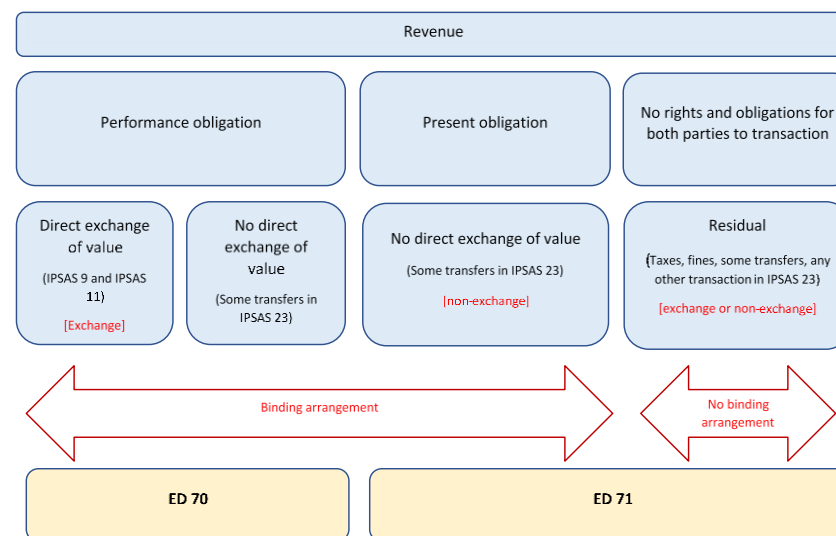 Revenue
Performance obligation
Present obligation
No rights and obligations for
both parties to transaction
Direct exchange
of value
(IPSAS 9 and IPSAS
11)
[Exchange]
No direct
exchange of
value
(Some transfers in
IPSAS 23)
No direct exchange of value
(Some transfers in IPSAS 23)
[non-exchange]
Residual
(Taxes, fines, some transfers, any
other transaction in IPSAS 23)
[exchange or non-exchange]
Binding arrangement
No binding
arrangement
ED 70
ED 71